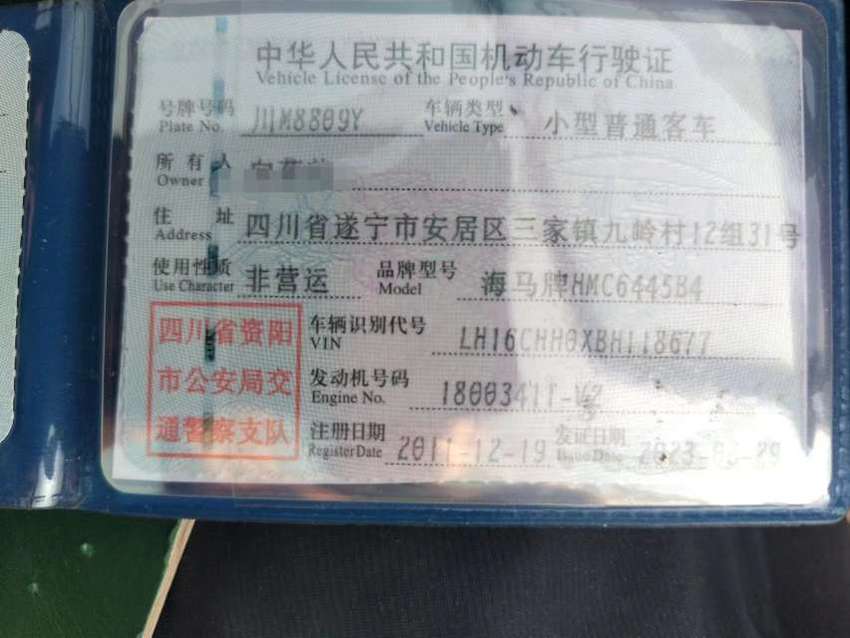 中华人民共和国机动车行驶证
Vehicle License of the People's Republic of China
号牌号码 川M8809Y 车辆类型 小型普通客车
Plate No. Vehicle Type
所有人
Owner
住址 四川省遂宁市安居区三家镇九岭村12组31号
Address
使用性质 非营运 品牌型号 海马牌HMC6445B4
Use Character Model
四川省资阳
市公安局交
通警察支队
车辆识别代号 LH16CHH0XBH118677
VIN
发动机号码 18003411-V2
Engine No.
注册日期 2011-12-19 发证日期
Register Date Issue Date